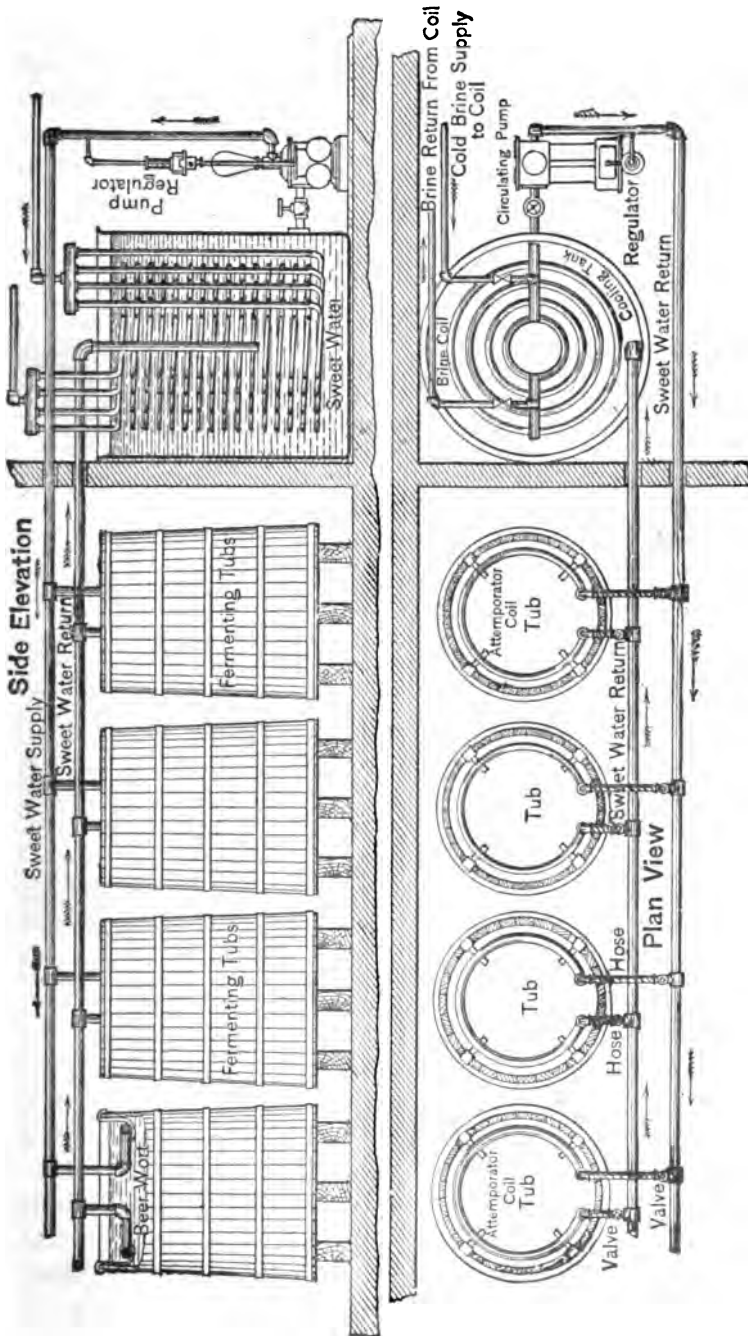 Side Elevation
Sweet Water Supply
Sweet Water Return
Pump
Regulator
Sweet Water
Fermenting Tubs
Fermenting Tubs
Beer Wort
Brine Return From Coil
Cold Brine Supply
to Coil
Circulating Pump
Regulator
Cooling Tank
Brine Coil
Sweet Water Return
Attemporator
Coil
Tub
Tub
Tub
Attemporator
Coil
Tub
Sweet Water Return
Plan View
Hose
Hose
Valve
Valve